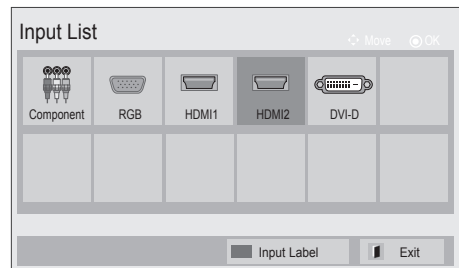 Input List
Move OK
Component RGB HDMI1 HDMI2 DVI-D
Input Label Exit